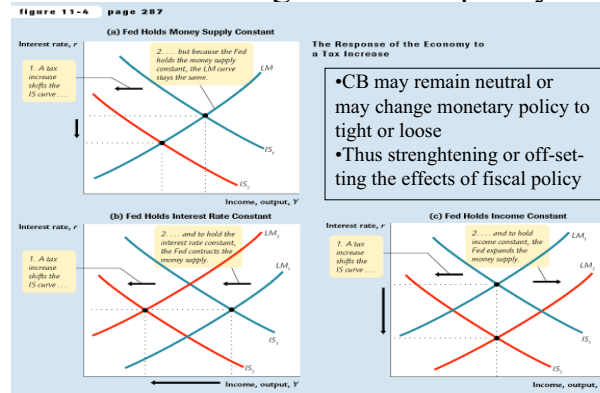 figure 11-4 page 287
(a) Fed Holds Money Supply Constant
Interest rate, r
1. A tax
increase
shifts the
IS curve . . .
2. . . . but because the Fed
holds the money
supply
constant,
the LM curve
stays the same.
LM
IS₁
IS₂
Income, output, Y
The Response of the Economy to
a Tax Increase
•CB may remain neutral or
may change monetary policy to
tight or loose
•Thus strenghtening or off-set-
ting the effects of fiscal policy
(b) Fed Holds Interest Rate Constant
Interest rate, r
1. A tax
increase
shifts the
IS curve . . .
2. . . . and to hold the
interest rate constant,
the Fed contracts the
money supply.
LM₂
LM₁
IS₁
IS₂
Income, output, Y
(c) Fed Holds Income Constant
Interest rate, r
1. A tax
increase
shifts the
IS curve . . .
2. . . . and to hold
income constant, the
Fed expands the
money supply.
LM₁
LM₂
IS₁
IS₂
Income, output,